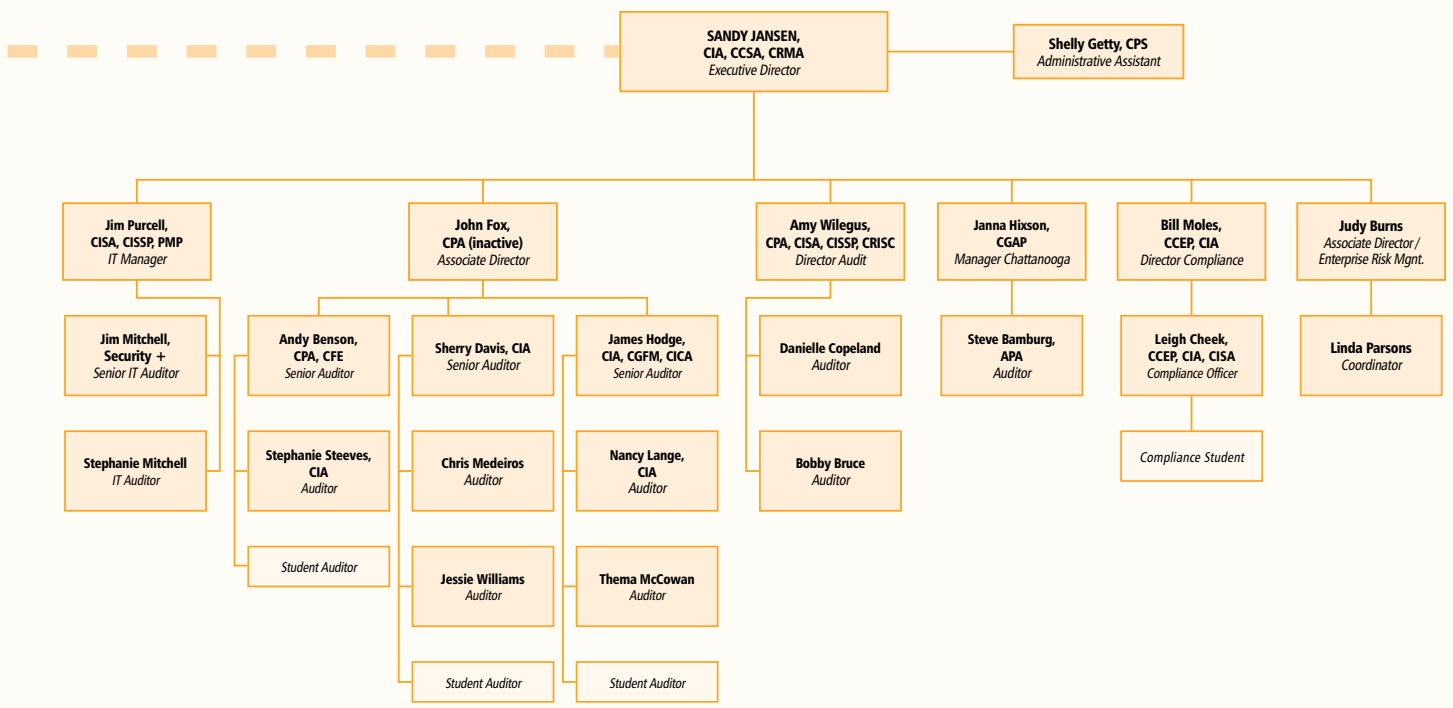 SANDY JANSEN,
CIA, CCSA, CRMA
Executive Director
Shelly Getty, CPS
Administrative Assistant
Jim Purcell,
CISA, CISSP, PMP
IT Manager
John Fox,
CPA (inactive)
Associate Director
Amy Wilegus,
CPA, CISA, CISSP, CRISC
Director Audit
Janna Hixson,
CGAP
Manager Chattanooga
Bill Moles,
CCEP, CIA
Director Compliance
Judy Burns
Associate Director /
Enterprise Risk Mgnt.
Jim Mitchell,
Security +
Senior IT Auditor
Andy Benson,
CPA, CFE
Senior Auditor
Sherry Davis, CIA
Senior Auditor
James Hodge,
CIA, CGFM, CICA
Senior Auditor
Danielle Copeland
Auditor
Steve Bamburg,
APA
Auditor
Leigh Cheek,
CCEP, CIA, CISA
Compliance Officer
Linda Parsons
Coordinator
Stephanie Mitchell
IT Auditor
Stephanie Steeves,
CIA
Auditor
Chris Medeiros
Auditor
Nancy Lange,
CIA
Auditor
Bobby Bruce
Auditor
Compliance Student
Student Auditor
Jessie Williams
Auditor
Thema McCowan
Auditor
Student Auditor
Student Auditor